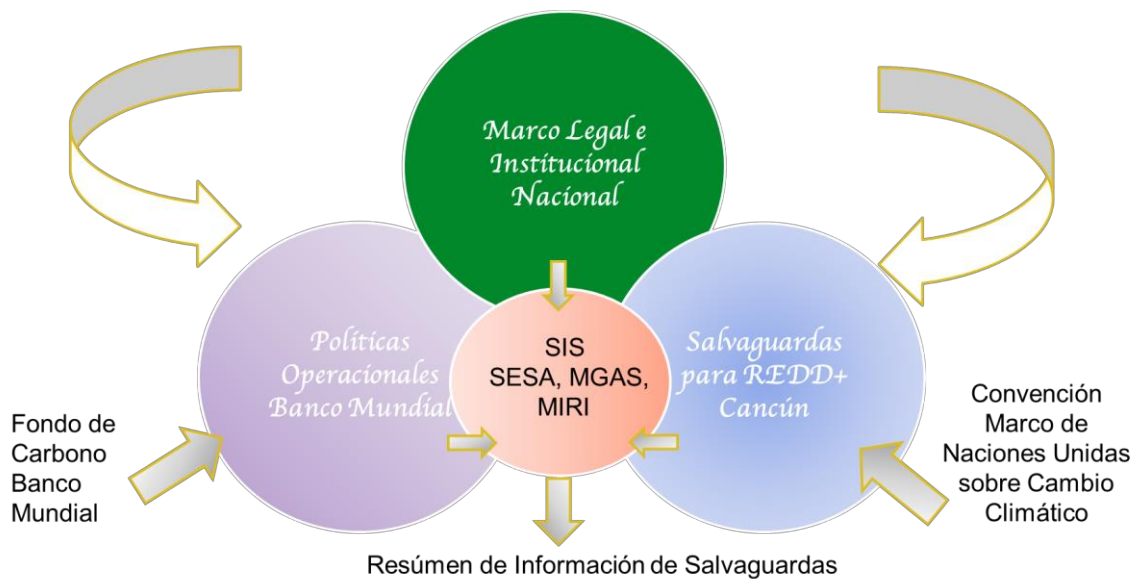 Marco Legal e
Institucional
Nacional
Políticas
Operacionales
Banco Mundial
SIS
SESA, MGAS,
MIRI
Salvaguardas
para REDD+
Cancún
Fondo de
Carbono
Banco
Mundial
Convención
Marco de
Naciones Unidas
sobre Cambio
Climático
Resúmen de Información de Salvaguardas